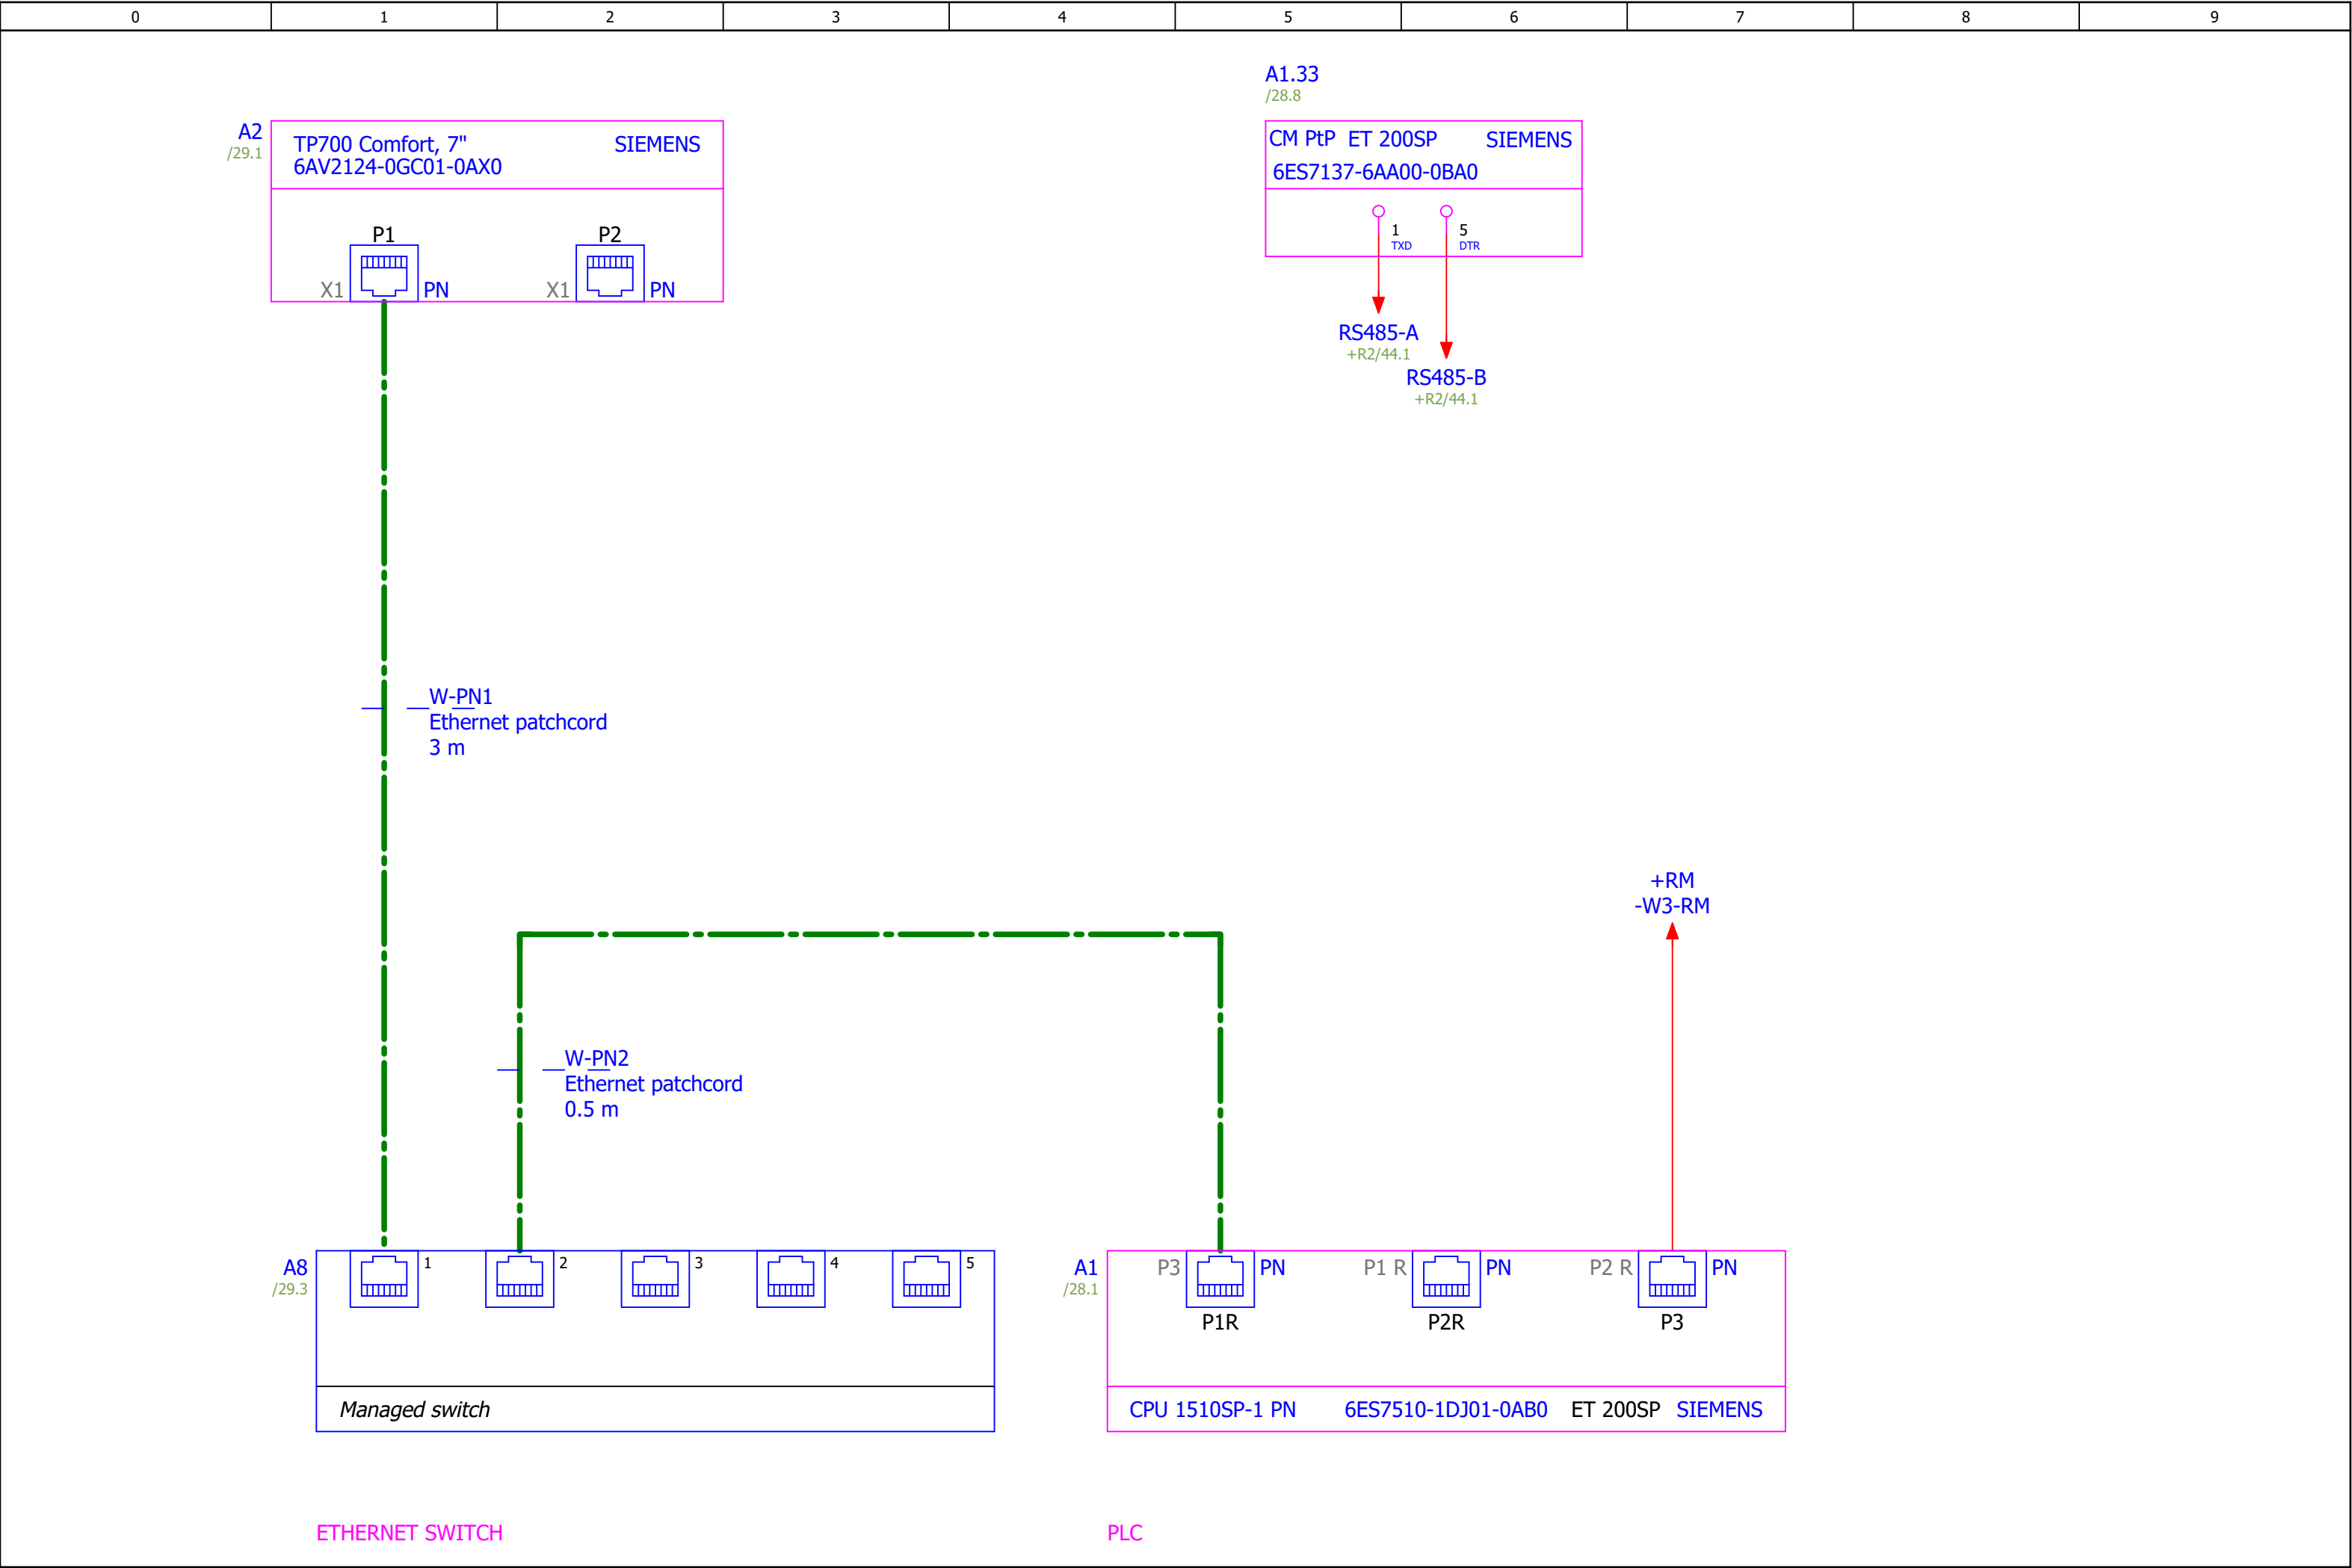 0 1 2 3 4 5 6 7 8 9
A1.33
/28.8
A2
/29.1
TP700 Comfort, 7" SIEMENS
6AV2124-0GC01-0AX0
P1 P2
X1 PN X1 PN
CM PtP ET 200SP SIEMENS
6ES7137-6AA00-0BA0
1 5
TXD DTR
RS485-A
+R2/44.1
RS485-B
+R2/44.1
W-PN1
Ethernet patchcord
3 m
+RM
-W3-RM
W-PN2
Ethernet patchcord
0.5 m
A8
/29.3
1 2 3 4 5
Managed switch
A1
/28.1
P3 PN P1 R PN P2 R PN
P1R P2R P3
CPU 1510SP-1 PN 6ES7510-1DJ01-0AB0 ET 200SP SIEMENS
ETHERNET SWITCH PLC